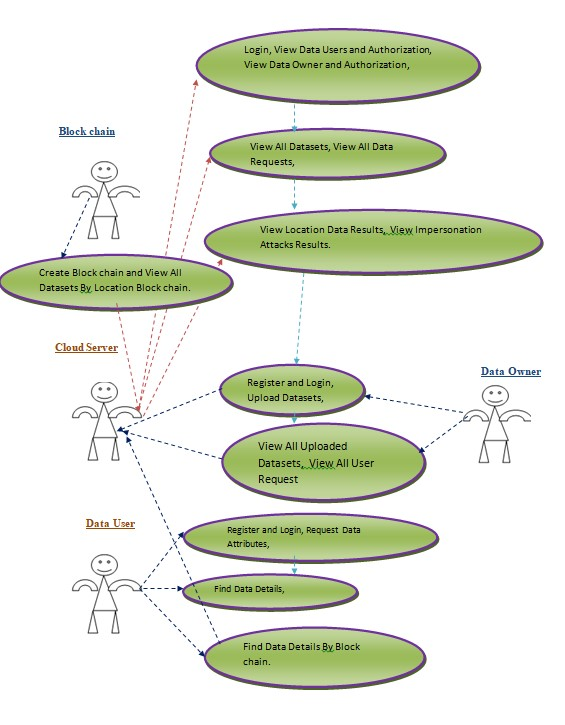 Login, View Data Users and Authorization,
View Data Owner and Authorization,
Block chain
View All Datasets, View All Data
Requests,
View Location Data Results, View Impersonation
Attacks Results.
Create Block chain and View All
Datasets By Location Block chain.
Cloud Server
Register and Login,
Upload Datasets,
Data Owner
View All Uploaded
Datasets, View All User
Request
Data User
Register and Login, Request Data
Attributes,
Find Data Details,
Find Data Details By Block
chain.